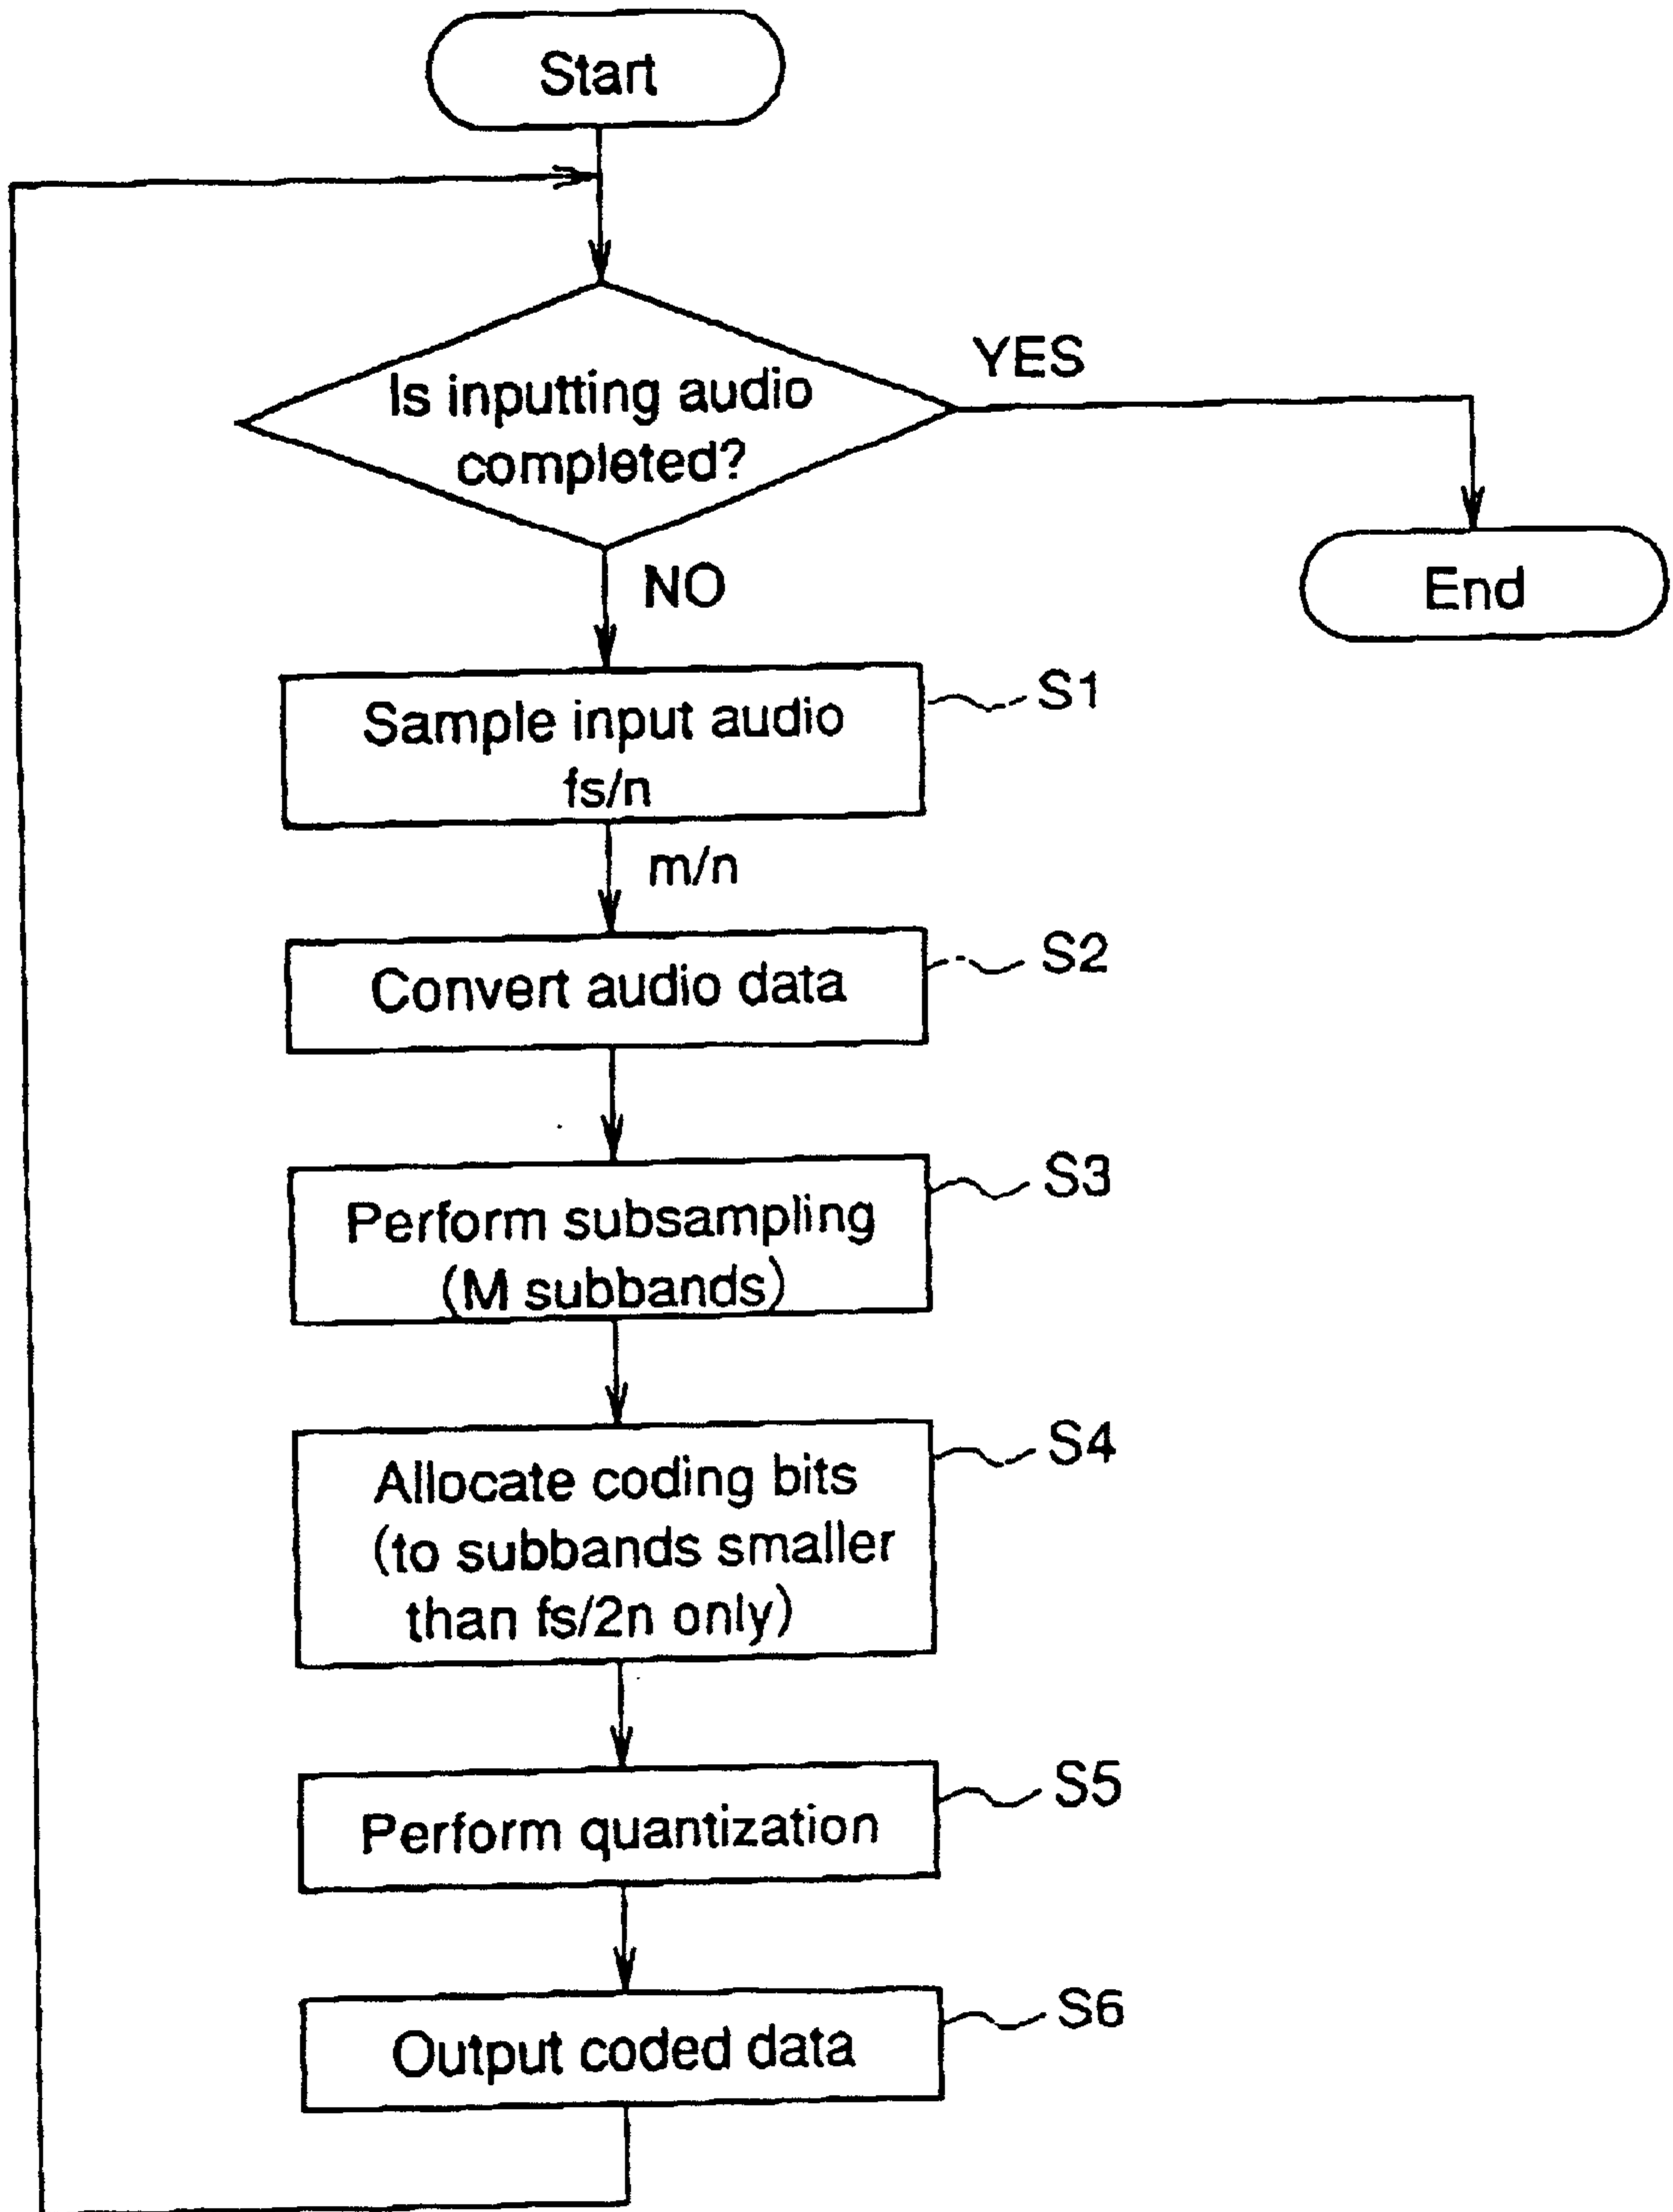 Start
Is inputting audio
completed?
YES
End
NO
Sample input audio
fs/n
S1
m/n
Convert audio data
S2
Perform subsampling
(M subbands)
S3
Allocate coding bits
(to subbands smaller
than fs/2n only)
S4
Perform quantization
S5
Output coded data
S6